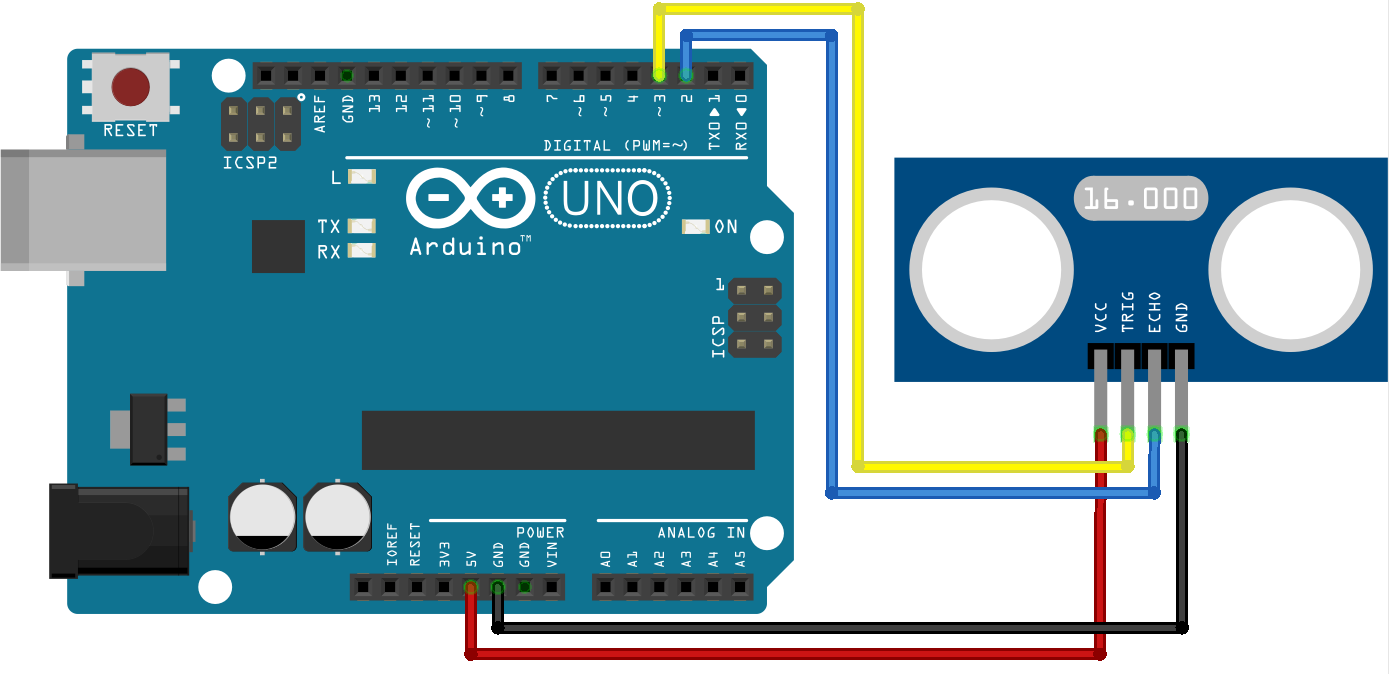 RESET
ICSP2
AREF
GND
13
12
~11
~10
~9
8
7
~6
~5
4
~3
2
TX0▶1
RX0◀0
DIGITAL (PWM=~)
L
TX
RX
Arduino™
UNO
ON
1
ICSP
IOREF
RESET
3V3
5V
GND
GND
VIN
POWER
ANALOG IN
A0
A1
A2
A3
A4
A5
16.000
VCC
TRIG
ECHO
GND